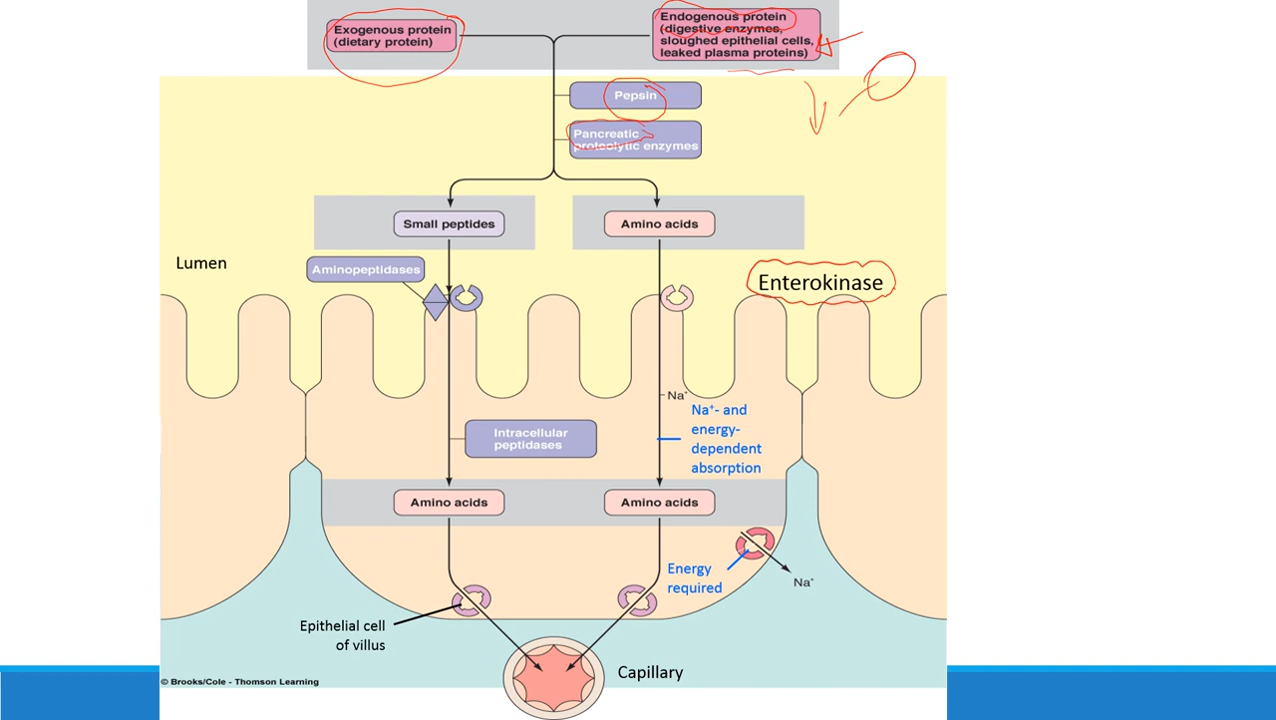 Exogenous protein
(dietary protein)
Endogenous protein
(digestive enzymes,
sloughed epithelial cells,
leaked plasma proteins)
Pepsin
Pancreatic
proteolytic enzymes
Small peptides
Amino acids
Lumen
Aminopeptidases
Enterokinase
Na⁺
Na⁺- and
energy-
dependent
absorption
Intracellular
peptidases
Amino acids
Amino acids
Energy
required
Na⁺
Epithelial cell
of villus
Capillary
© Brooks/Cole - Thomson Learning